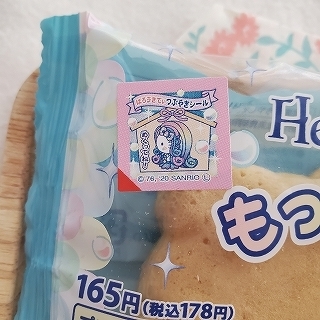 はろうきてぃ つぶやきシール
© '76, '20 SANRIO Ⓛ
He
もっ
165円(税込178円)